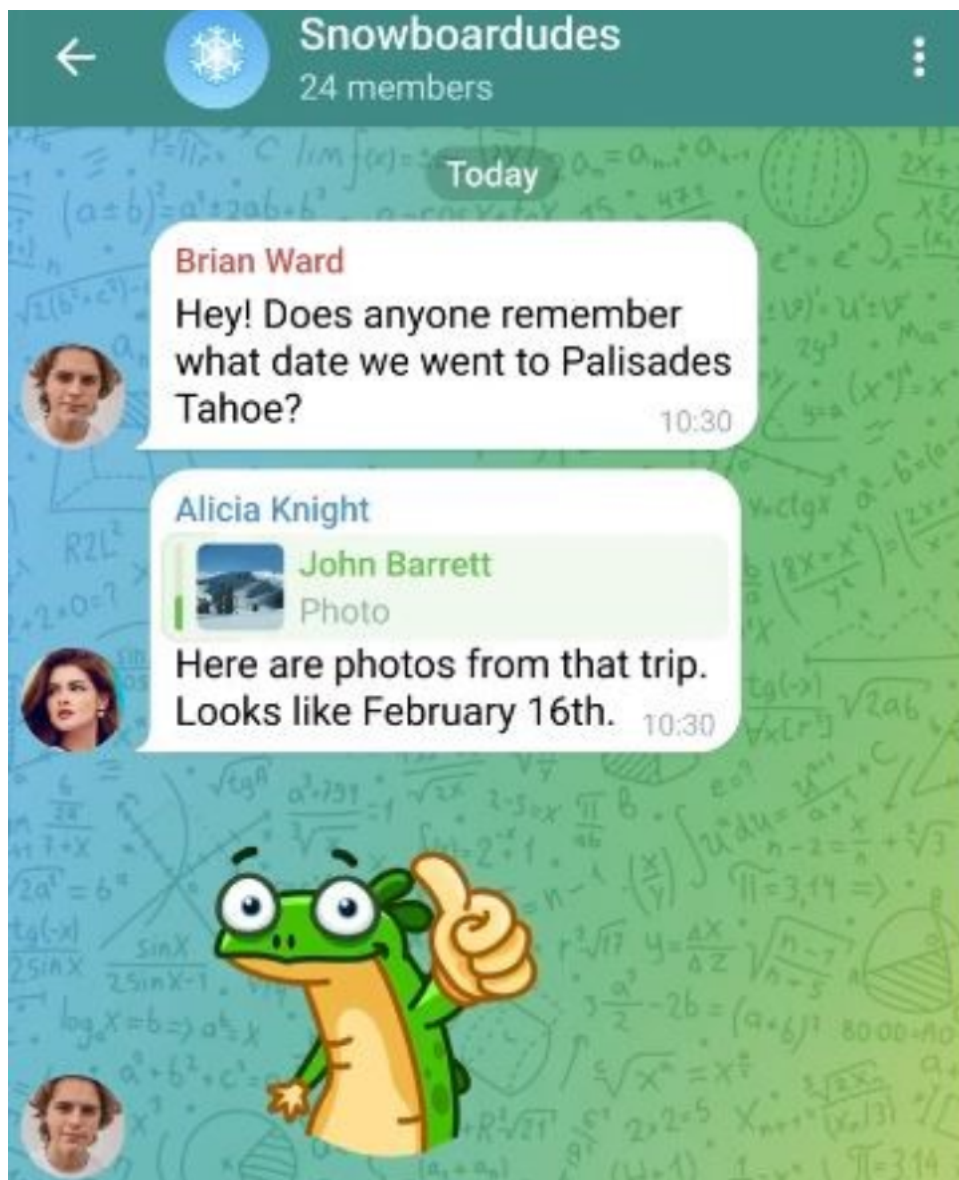 Snowboardudes
24 members
Today
Brian Ward
Hey! Does anyone remember
what date we went to Palisades
Tahoe?
10:30
Alicia Knight
John Barrett
Photo
Here are photos from that trip.
Looks like February 16th.
10:30